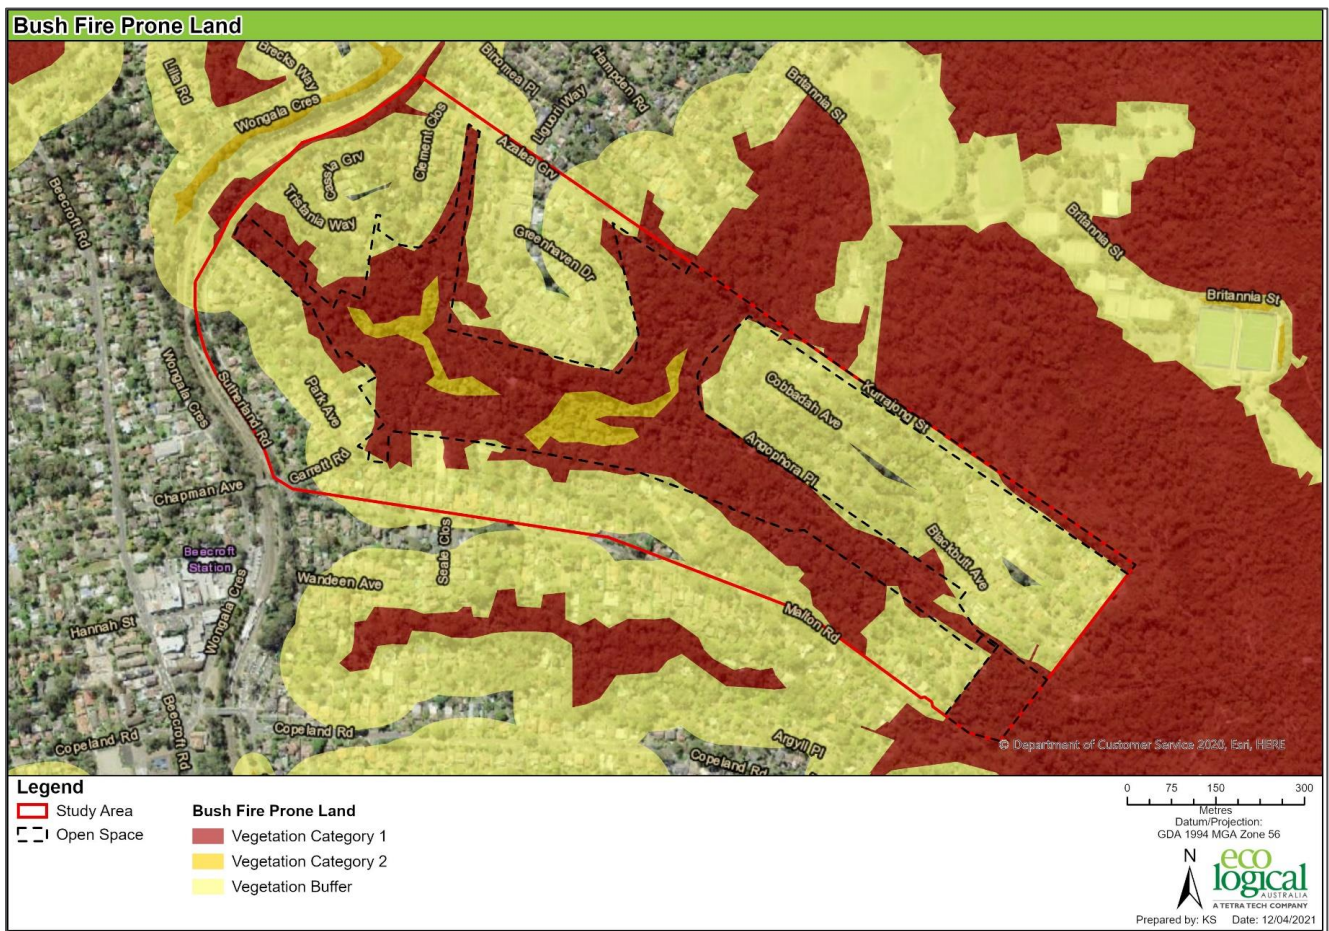 Bush Fire Prone Land
Brecks Way
Lilla Rd
Wongala Cres
Binomea Pl
Hampden Rd
Liguori Way
Britannia St
Clement Clos
Azalea Grv
Cassia Grv
Tristania Way
Beecroft Rd
Greenhaven Dr
Britannia St
Britannia St
Wongala Cres
Sutherland Rd
Park Ave
Cobbadah Ave
Kurrajong St
Angophora Pl
Garrett Rd
Chapman Ave
Beecroft
Station
Seale Clos
Blackbutt Ave
Wandeen Ave
Wongala Cres
Hannah St
Malton Rd
Beecroft Rd
Copeland Rd
Copeland Rd
Argyll Pl
Copeland Rd
© Department of Customer Service 2020, Esri, HERE
Legend
Study Area
Open Space
Bush Fire Prone Land
Vegetation Category 1
Vegetation Category 2
Vegetation Buffer
0 75 150 300
Metres
Datum/Projection:
GDA 1994 MGA Zone 56
N
eco
logical
AUSTRALIA
A TETRA TECH COMPANY
Prepared by: KS Date: 12/04/2021